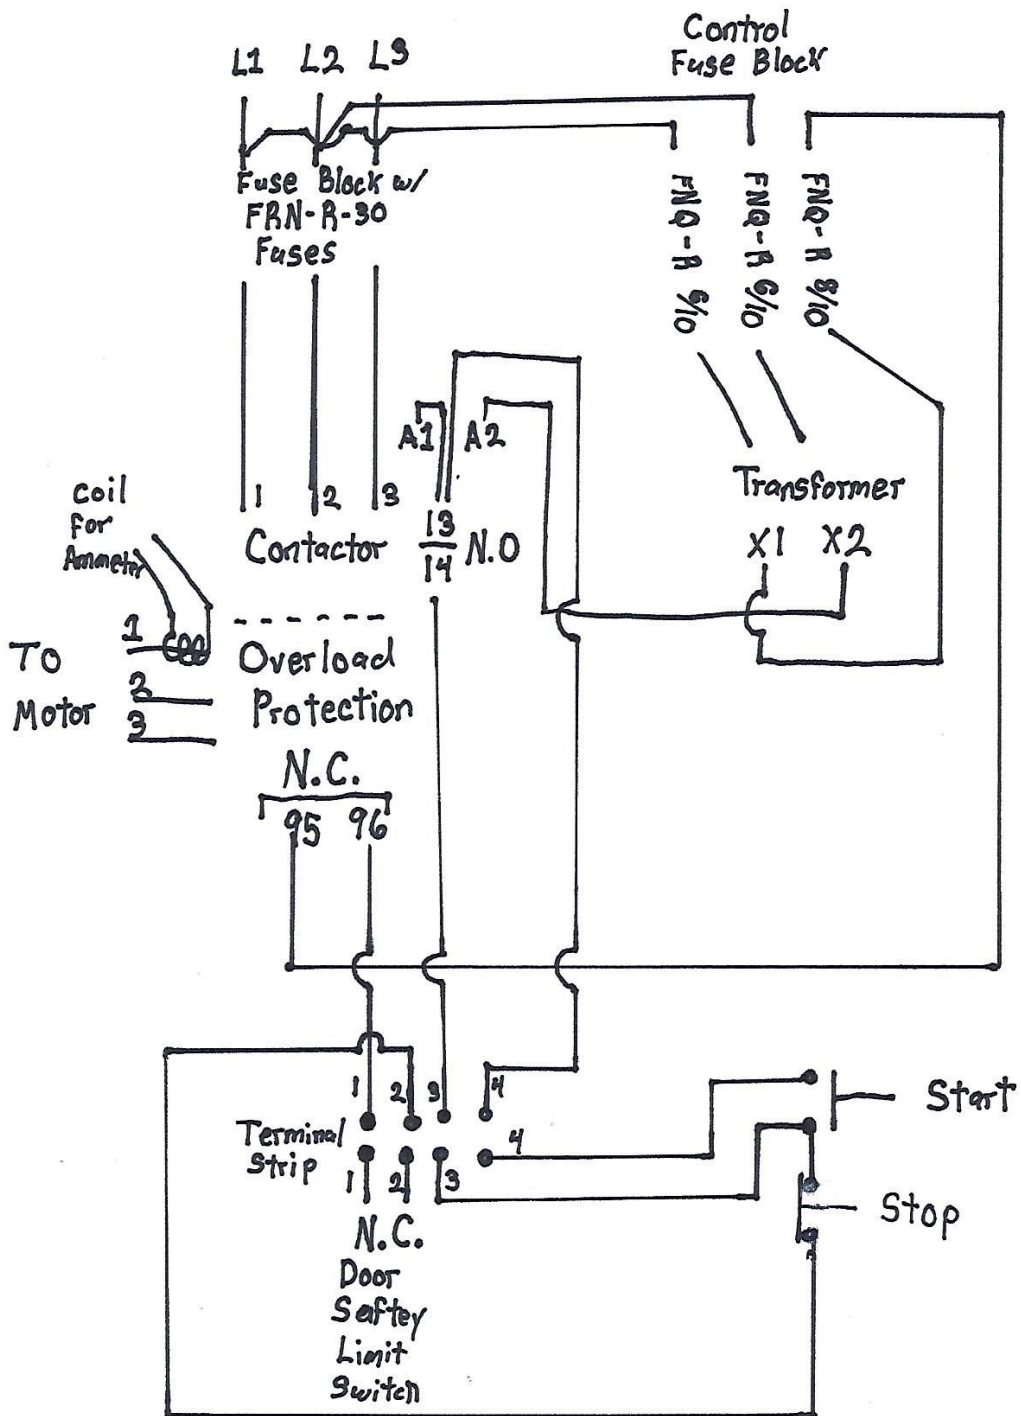 Control
Fuse Block
L1 L2 L3
Fuse Block w/
FRN-R-30
Fuses
FNQ-R 6/10
FNQ-R 6/10
FNQ-R 8/10
A1 A2
1 2 3
Contactor
13
14
N.O
Transformer
X1 X2
Coil
For
Ammeter
To
Motor
1
2
3
Overload
Protection
N.C.
95 96
1 2 3 4
Terminal
Strip
1 2 3 4
N.C.
Door
Saftey
Limit
Switch
Start
Stop